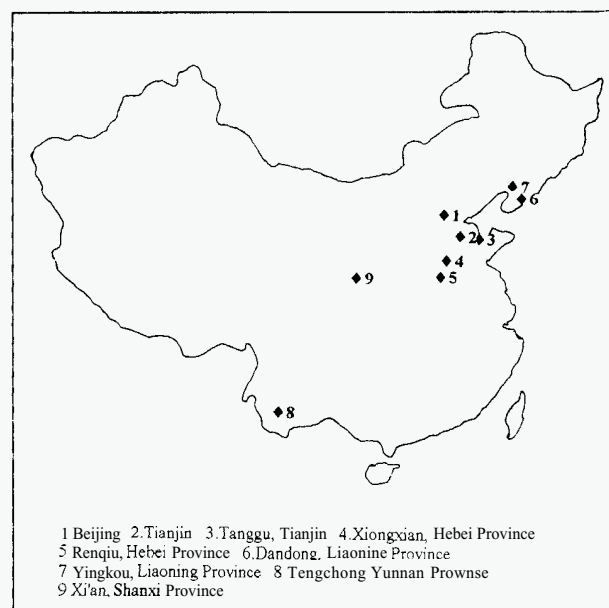 7
6
1
2
3
4
9
5
8
1 Beijing 2.Tianjin 3.Tanggu, Tianjin 4.Xiongxian, Hebei Province
5 Renqiu, Hebei Province 6.Dandong, Liaonine Province
7 Yingkou, Liaoning Province 8 Tengchong Yunnan Prownse
9 Xi'an, Shanxi Province